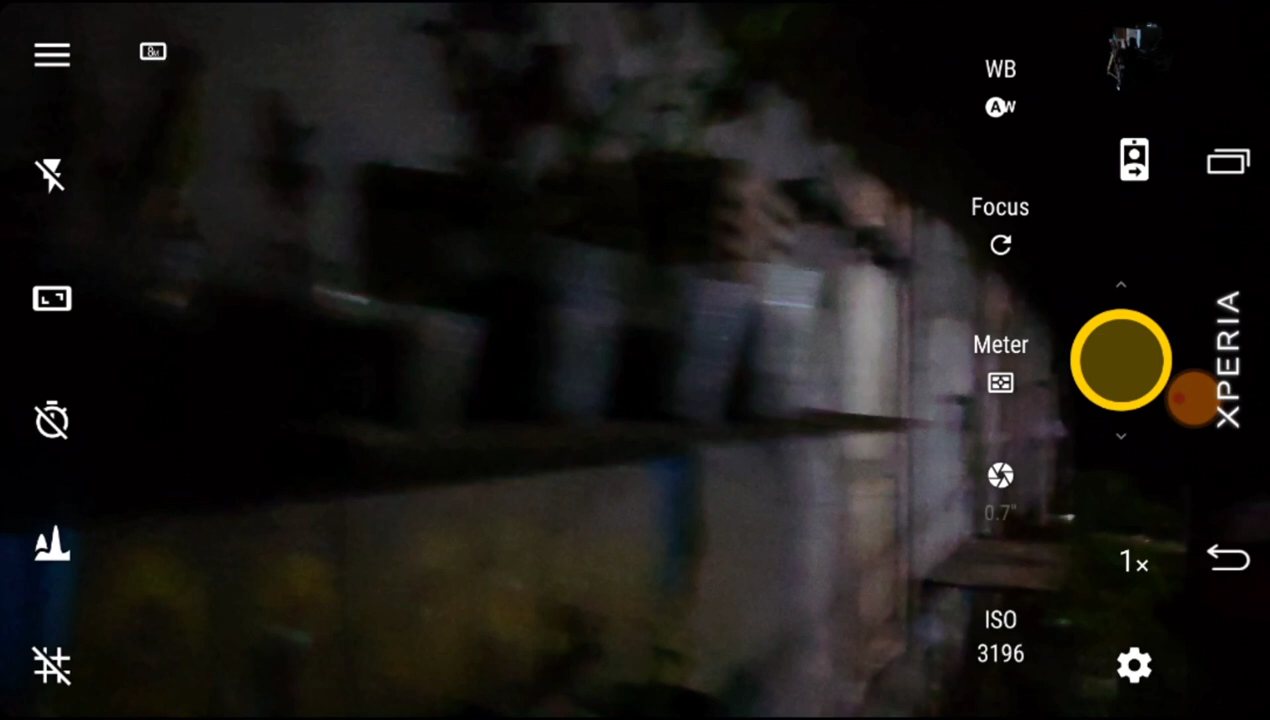 8M
WB
AW
Focus
Meter
0.7"
1×
ISO
3196
XPERIA